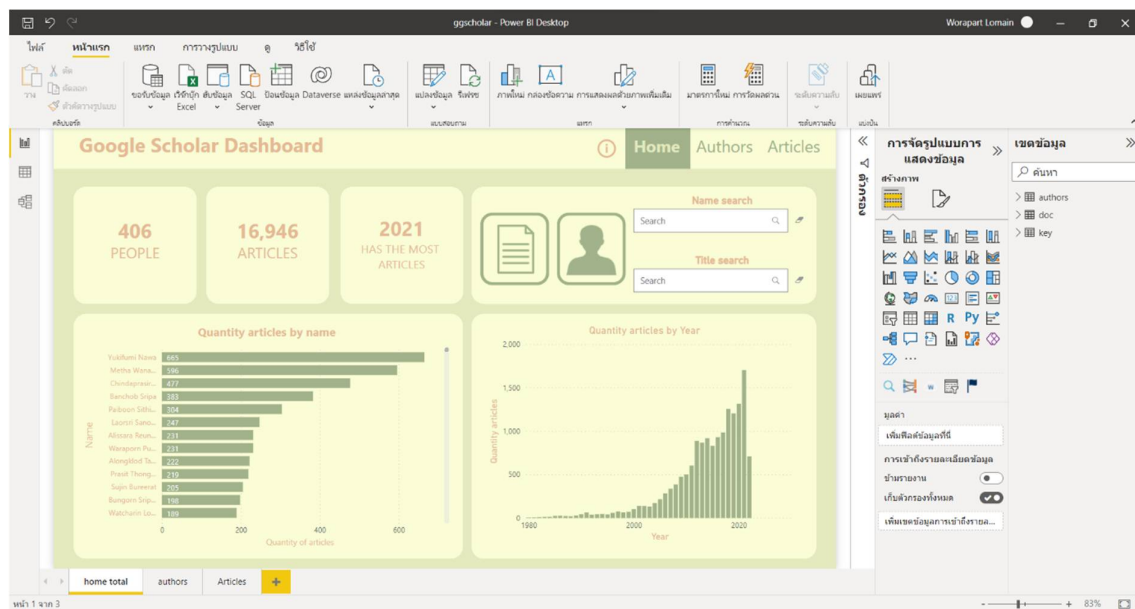 ggscholar - Power BI Desktop
Worapart Lomain
ไฟล์ หน้าแรก แทรก การวางรูปแบบ ดู วิธีใช้
วาง
ตัด
คัดลอก
ตัวคัดวางรูปแบบ
คลิปบอร์ด
ขอรับข้อมูล
เวิร์กบุ๊ก Excel
ฮับข้อมูล
SQL Server
ป้อนข้อมูล
Dataverse
แหล่งข้อมูลล่าสุด
ข้อมูล
แปลงข้อมูล
รีเฟรช
แบบสอบถาม
ภาพใหม่
กล่องข้อความ
การแสดงผลด้วยภาพเพิ่มเติม
แทรก
มาตรการใหม่
การวัดผลด่วน
การคำนวณ
ระดับความลับ
ระดับความลับ
เผยแพร่
แบ่งปัน
Google Scholar Dashboard
Home Authors Articles
406
PEOPLE
16,946
ARTICLES
2021
HAS THE MOST
ARTICLES
Name search
Search
Title search
Search
Quantity articles by name
Name
Yukifumi Nawa 665
Metha Wana... 596
Chindaprasir... 477
Banchob Sripa 383
Paiboon Sithi... 304
Laorsri Sano... 247
Alissara Reun... 231
Waraporn Pu... 231
Alongklod Ta... 222
Prasit Thong... 219
Sujin Bureerat 205
Bangorn Srip... 198
Watcharin Lo... 189
0 200 400 600
Quantity of articles
Quantity articles by Year
Quantity articles
2,000
1,500
1,000
500
0
1980 2000 2020
Year
ตัวกรอง
การจัดรูปแบบการ
แสดงข้อมูล
สร้างภาพ
R Py
123
มูลค่า
เพิ่มฟิลด์ข้อมูลที่นี่
การเข้าถึงรายละเอียดข้อมูล
ข้ามรายงาน
เก็บตัวกรองทั้งหมด
เพิ่มเขตข้อมูลการเข้าถึงรายล...
เขตข้อมูล
ค้นหา
authors
doc
key
home total authors Articles
หน้า 1 จาก 3
83%